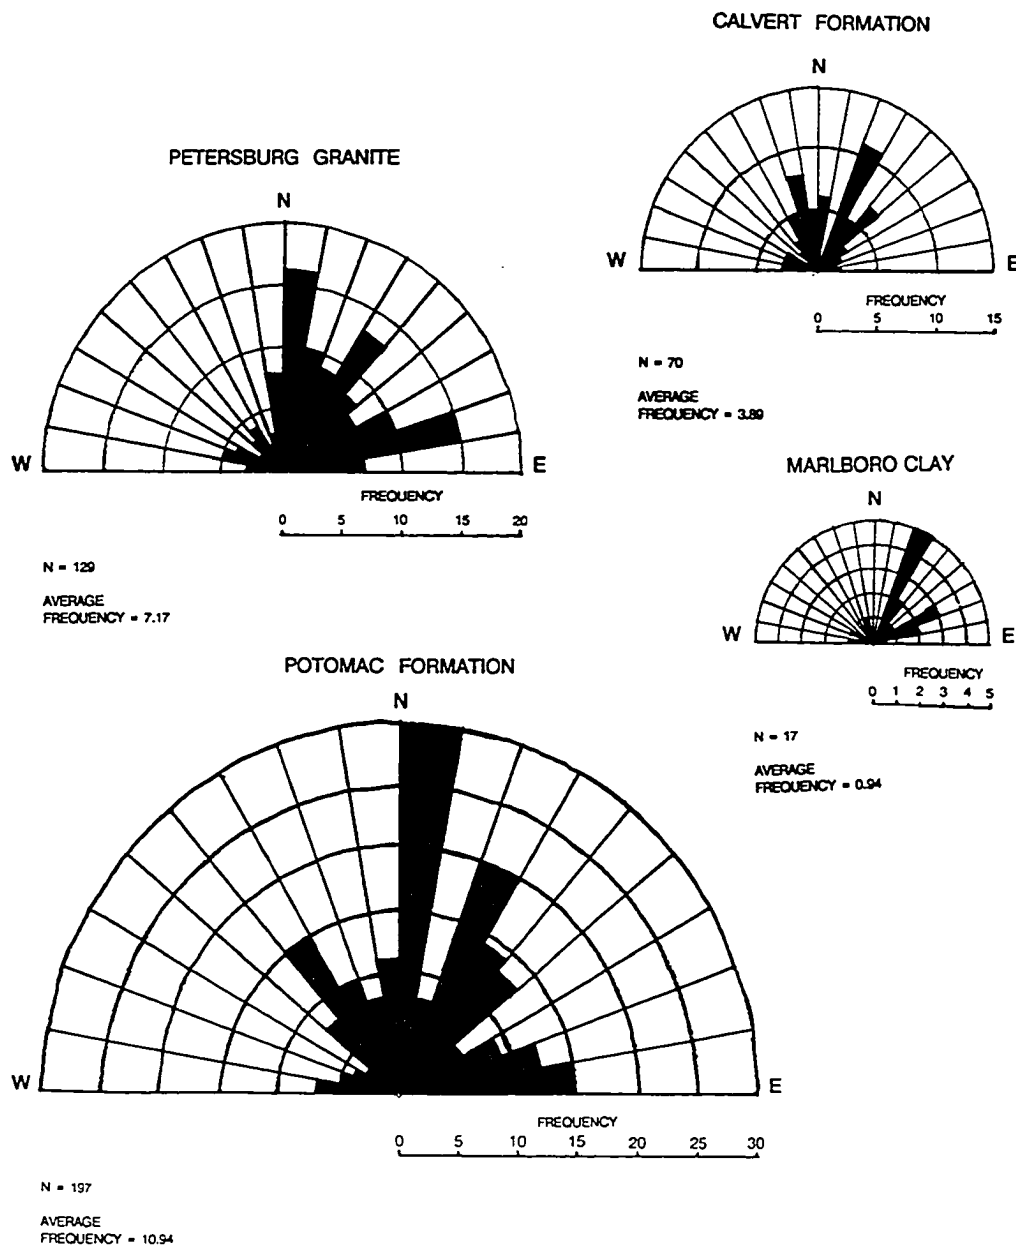 CALVERT FORMATION
N
W
E
FREQUENCY
0 5 10 15
N = 70
AVERAGE
FREQUENCY = 3.89
PETERSBURG GRANITE
N
W
E
FREQUENCY
0 5 10 15 20
N = 129
AVERAGE
FREQUENCY = 7.17
MARLBORO CLAY
N
W
E
FREQUENCY
0 1 2 3 4 5
N = 17
AVERAGE
FREQUENCY = 0.94
POTOMAC FORMATION
N
W
E
FREQUENCY
0 5 10 15 20 25 30
N = 197
AVERAGE
FREQUENCY = 10.94